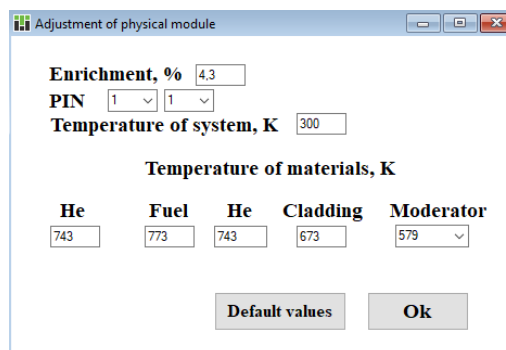 Adjustment of physical module
Enrichment, % 4,3
PIN 1 1
Temperature of system, K 300
Temperature of materials, K
He Fuel He Cladding Moderator
743 773 743 673 579
Default values Ok